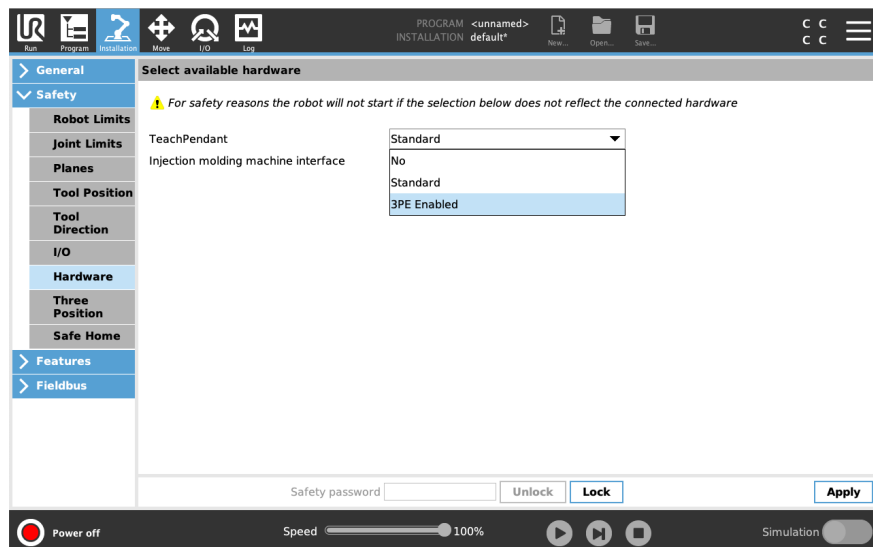 PROGRAM <unnamed>
INSTALLATION default*
Run Program Installation Move I/O Log New... Open... Save...
C C
C C
General
Safety
Robot Limits
Joint Limits
Planes
Tool Position
Tool
Direction
I/O
Hardware
Three
Position
Safe Home
Features
Fieldbus
Select available hardware
For safety reasons the robot will not start if the selection below does not reflect the connected hardware
TeachPendant Standard
Injection molding machine interface
No
Standard
3PE Enabled
Safety password Unlock Lock Apply
Power off Speed 100% Simulation